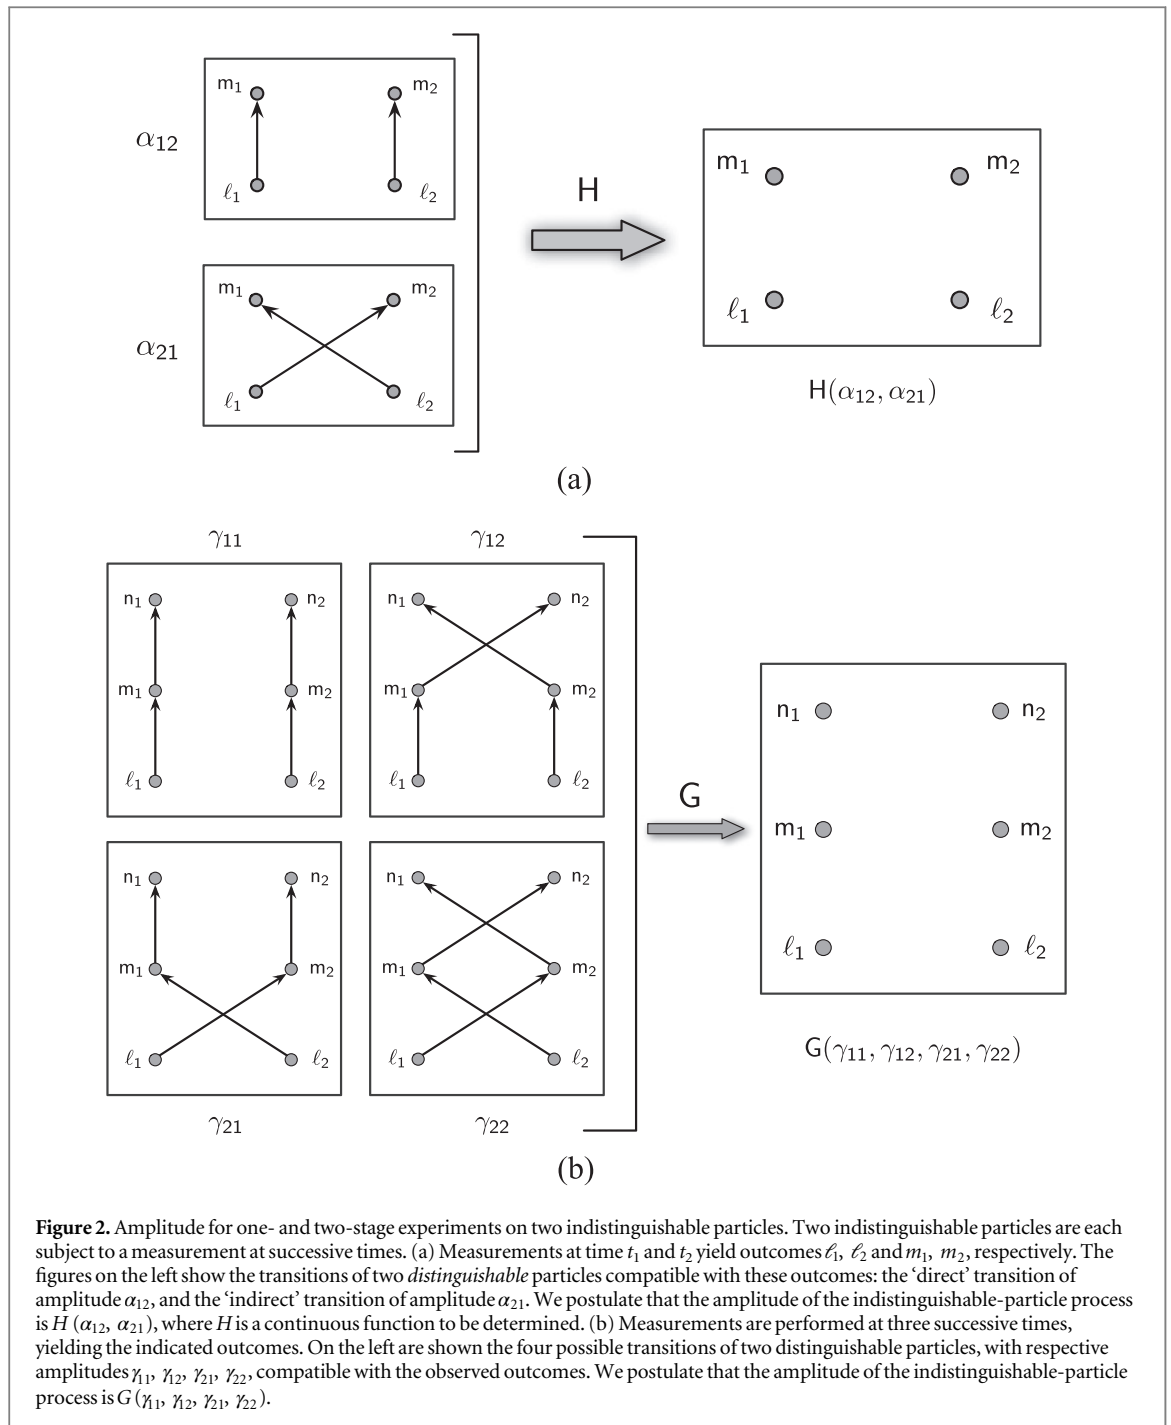 m₁ m₂
α₁₂
ℓ₁ ℓ₂
m₁ m₂
α₂₁
ℓ₁ ℓ₂
H
m₁ m₂
ℓ₁ ℓ₂
H(α₁₂, α₂₁)
(a)
γ₁₁ γ₁₂
n₁ n₂ n₁ n₂
m₁ m₂ m₁ m₂
ℓ₁ ℓ₂ ℓ₁ ℓ₂
n₁ n₂ n₁ n₂
m₁ m₂ m₁ m₂
ℓ₁ ℓ₂ ℓ₁ ℓ₂
γ₂₁ γ₂₂
G
n₁ n₂
m₁ m₂
ℓ₁ ℓ₂
G(γ₁₁, γ₁₂, γ₂₁, γ₂₂)
(b)
Figure 2. Amplitude for one- and two-stage experiments on two indistinguishable particles. Two indistinguishable particles are each
subject to a measurement at successive times. (a) Measurements at time t₁ and t₂ yield outcomes ℓ₁, ℓ₂ and m₁, m₂, respectively. The
figures on the left show the transitions of two distinguishable particles compatible with these outcomes: the ‘direct’ transition of
amplitude α₁₂, and the ‘indirect’ transition of amplitude α₂₁. We postulate that the amplitude of the indistinguishable-particle process
is H (α₁₂, α₂₁), where H is a continuous function to be determined. (b) Measurements are performed at three successive times,
yielding the indicated outcomes. On the left are shown the four possible transitions of two distinguishable particles, with respective
amplitudes γ₁₁, γ₁₂, γ₂₁, γ₂₂, compatible with the observed outcomes. We postulate that the amplitude of the indistinguishable-particle
process is G (γ₁₁, γ₁₂, γ₂₁, γ₂₂).